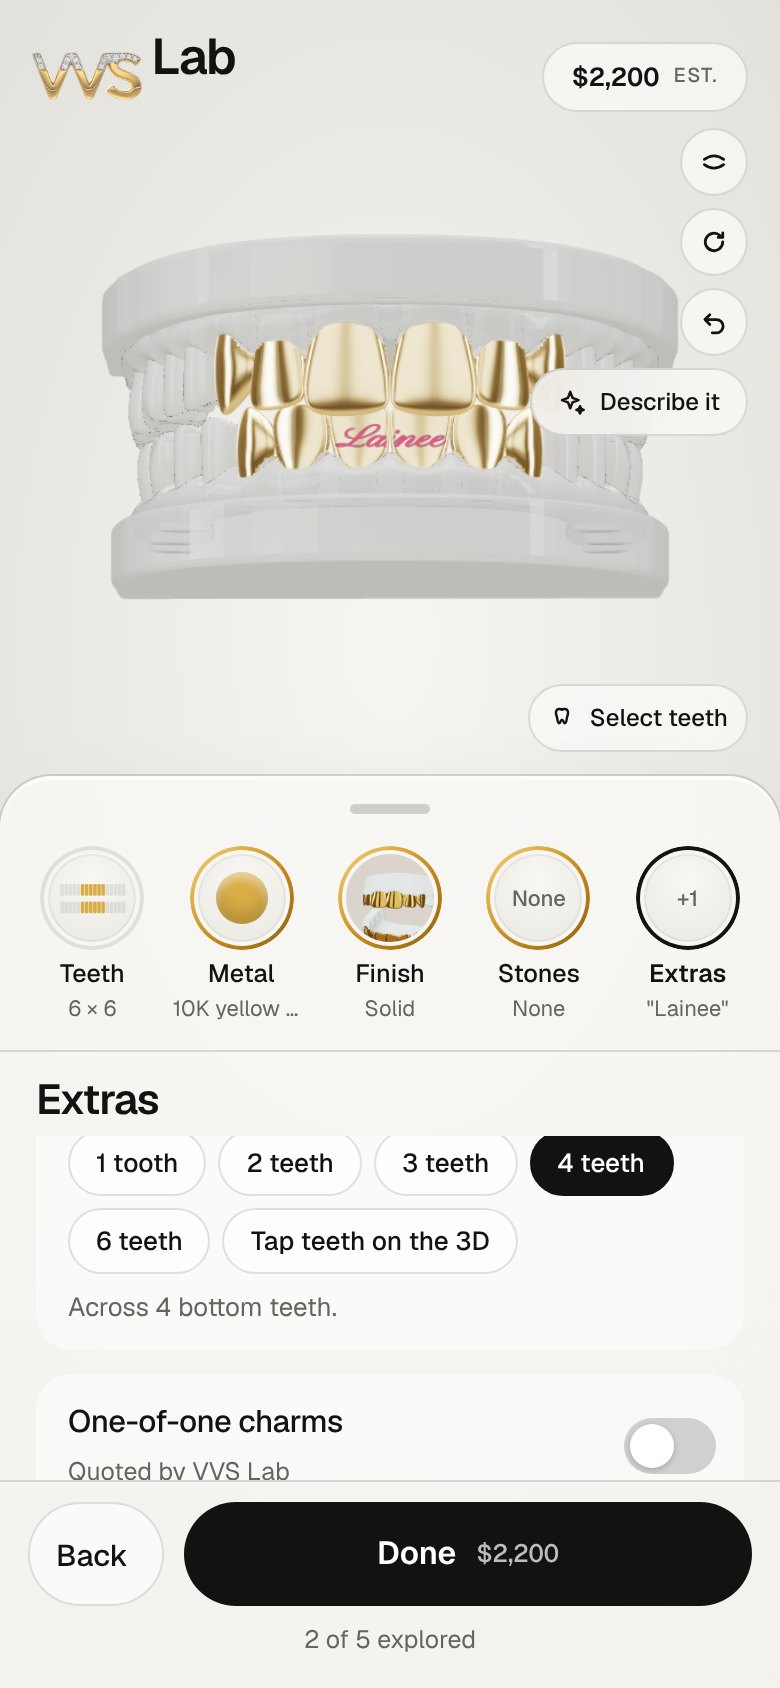 VVS Lab
$2,200 EST.
Describe it
Lainee
Select teeth
None
+1
Teeth
Metal
Finish
Stones
Extras
6 × 6
10K yellow ...
Solid
None
"Lainee"
Extras
1 tooth
2 teeth
3 teeth
4 teeth
6 teeth
Tap teeth on the 3D
Across 4 bottom teeth.
One-of-one charms
Quoted by VVS Lab
Back
Done $2,200
2 of 5 explored